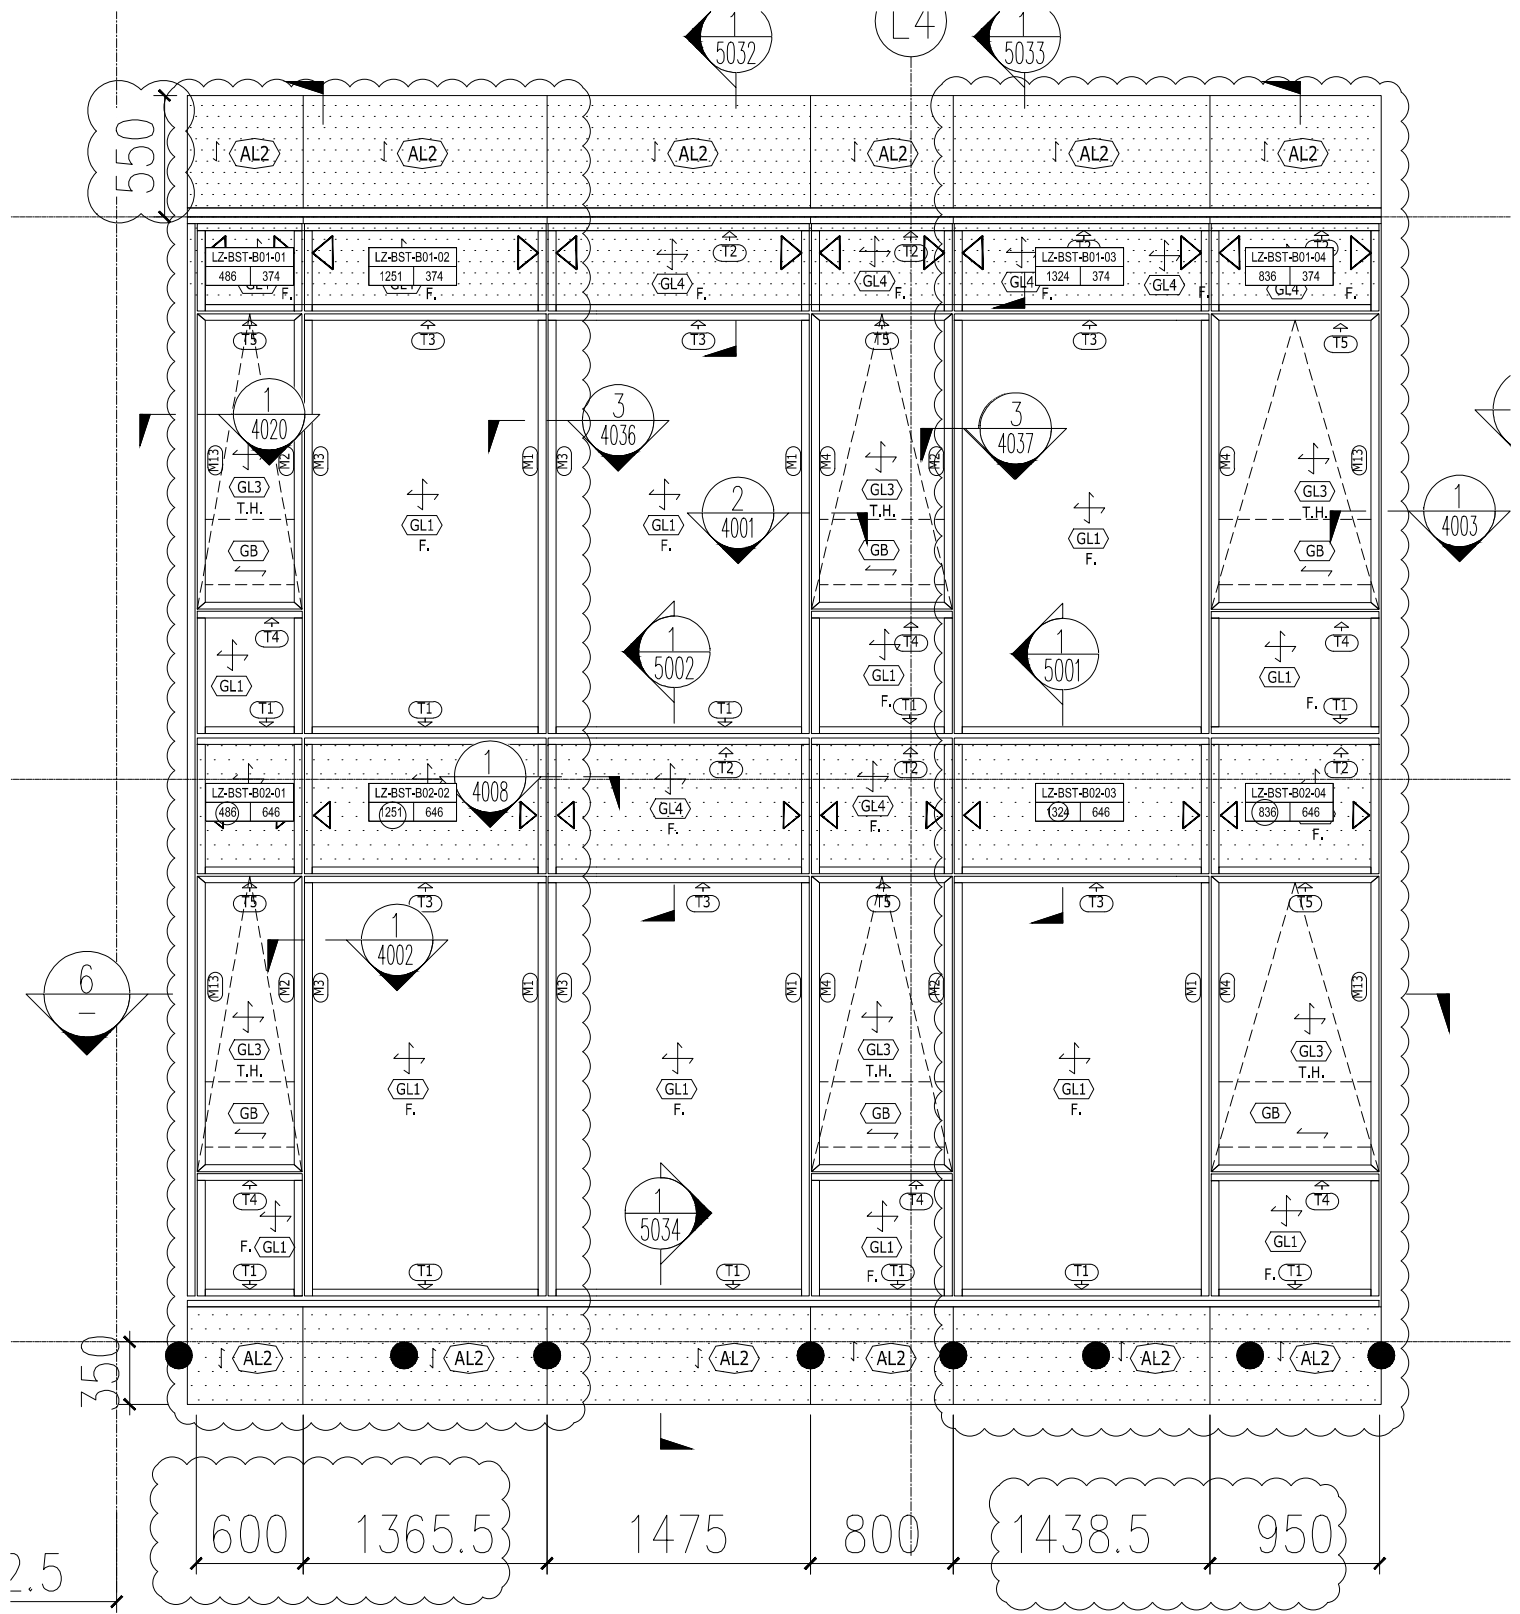 1 L4 1
5032 5033
550
AL2 AL2 AL2 AL2 AL2 AL2
LZ-BST-B01-01 LZ-BST-B01-02 T2 T2 LZ-BST-B01-03 LZ-BST-B01-04
486 374 1251 374 1324 374 836 374
GL4 GL4 GL4 GL4 GL4
F. F. F. F. F. F. F.
T5 T3 T3 T5 T3 T5
1 3 3
4020 4036 4037
M13 M2 M3 M1 M3 M1 M4 M2 M1 M4 M13
GL3 GL3 GL3
T.H. T.H. T.H.
GL1 GL1 GL1
F. F. F.
2 1
4001 4003
GB GB GB
T4 T4 T4
1 1
5002 5001
GL1 GL1 GL1
F. F.
T1 T1 T1 T1 T1
T2 T2 T2
1
4008
LZ-BST-B02-01 LZ-BST-B02-02 LZ-BST-B02-03 LZ-BST-B02-04
486 646 1251 646 1324 646 836 646
GL4 GL4
F. F. F.
T5 T3 T3 T5 T3 T5
1
4002
6
–
M13 M2 M3 M1 M3 M1 M4 M2 M1 M4 M13
GL3 GL3 GL3
T.H. T.H. T.H.
GL1 GL1 GL1
F. F. F.
GB GB GB
T4 T4 T4
1
5034
F. GL1 GL1 GL1
F. F.
T1 T1 T1 T1 T1 T1
350
AL2 AL2 AL2 AL2 AL2 AL2
600 1365.5 1475 800 1438.5 950
2.5